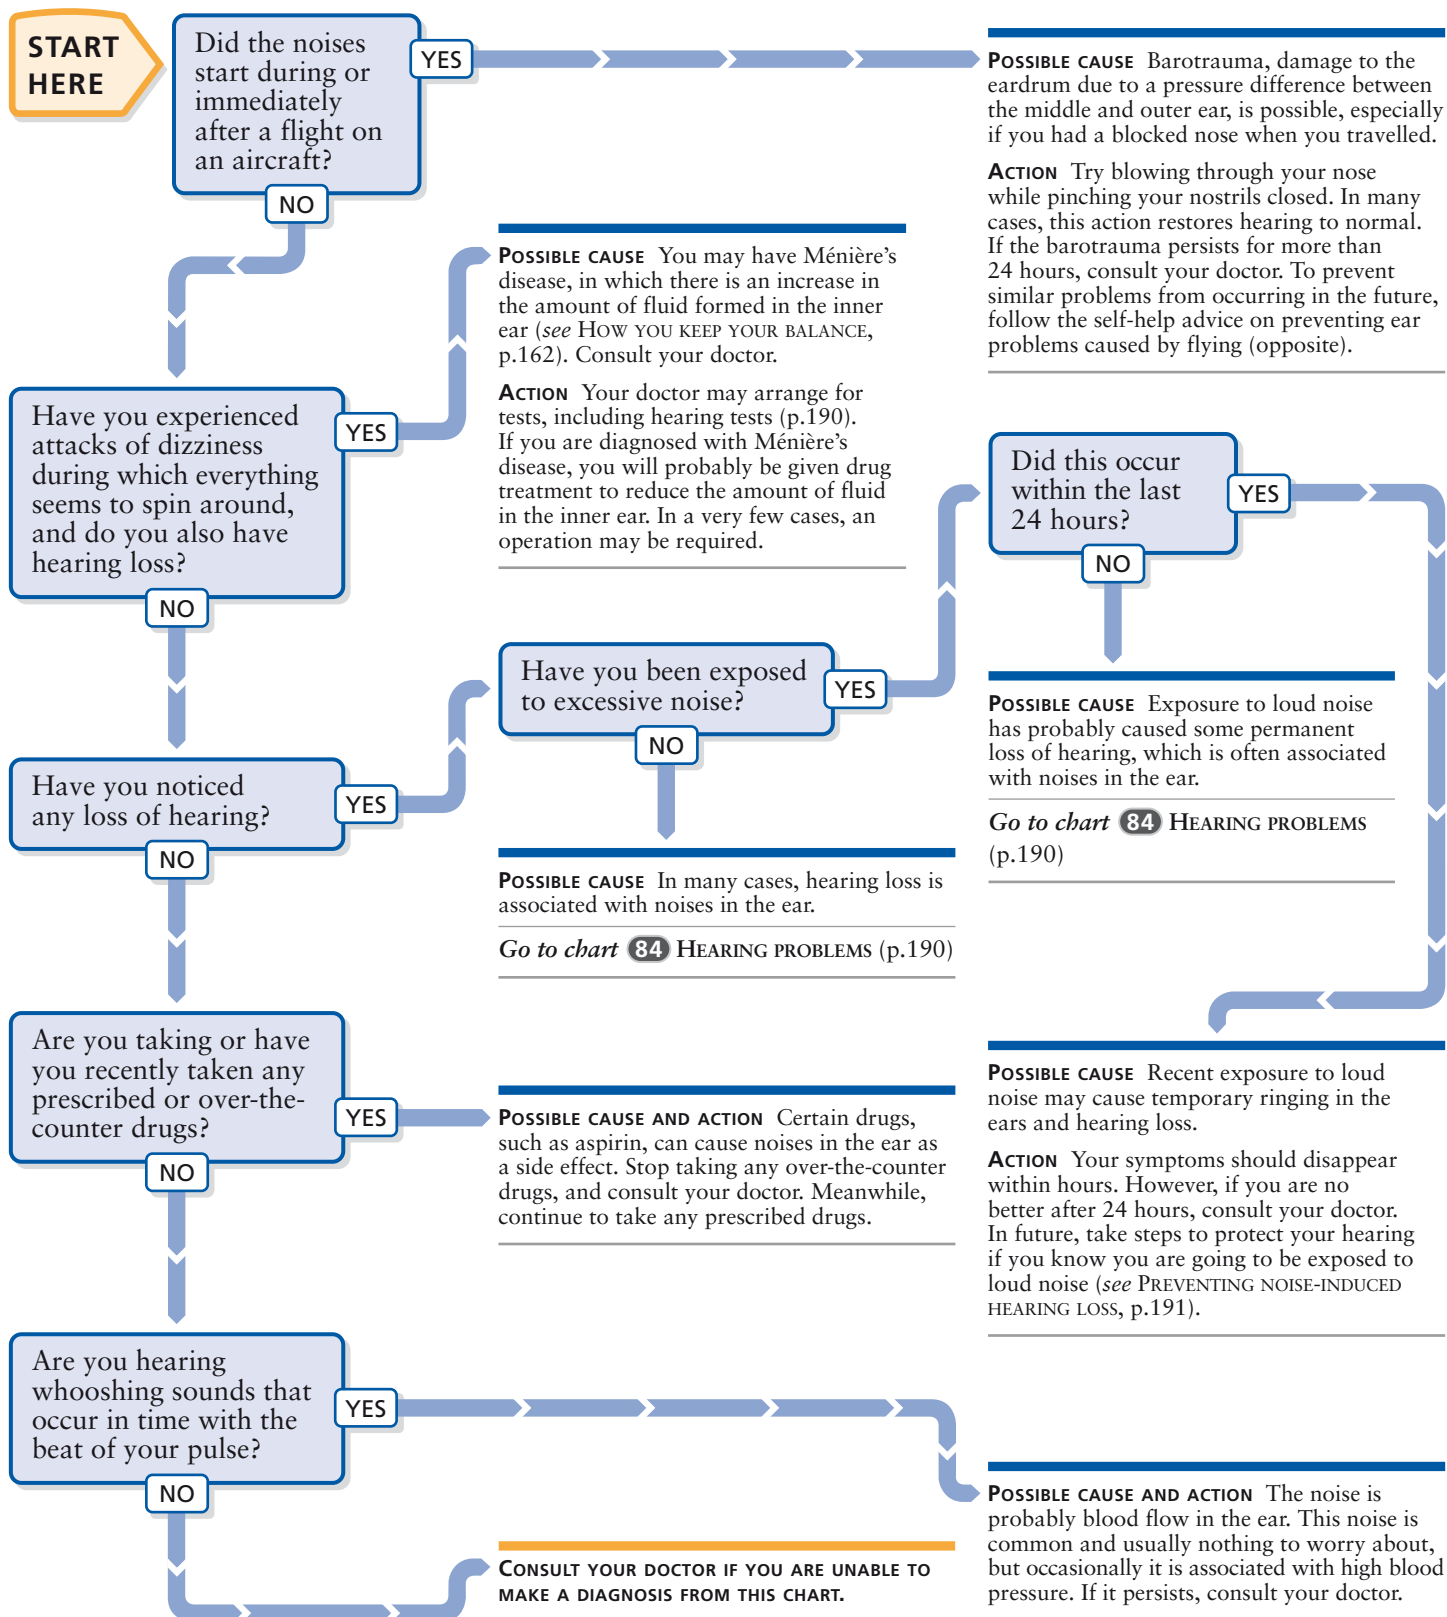 START
HERE
Did the noises
start during or
immediately
after a flight on
an aircraft?
YES
NO
POSSIBLE CAUSE Barotrauma, damage to the
eardrum due to a pressure difference between
the middle and outer ear, is possible, especially
if you had a blocked nose when you travelled.
ACTION Try blowing through your nose
while pinching your nostrils closed. In many
cases, this action restores hearing to normal.
If the barotrauma persists for more than
24 hours, consult your doctor. To prevent
similar problems from occurring in the future,
follow the self-help advice on preventing ear
problems caused by flying (opposite).
Have you experienced
attacks of dizziness
during which everything
seems to spin around,
and do you also have
hearing loss?
YES
NO
POSSIBLE CAUSE You may have Ménière's
disease, in which there is an increase in
the amount of fluid formed in the inner
ear (see HOW YOU KEEP YOUR BALANCE,
p.162). Consult your doctor.
ACTION Your doctor may arrange for
tests, including hearing tests (p.190).
If you are diagnosed with Ménière's
disease, you will probably be given drug
treatment to reduce the amount of fluid
in the inner ear. In a very few cases, an
operation may be required.
Have you noticed
any loss of hearing?
YES
NO
Have you been exposed
to excessive noise?
YES
NO
POSSIBLE CAUSE In many cases, hearing loss is
associated with noises in the ear.
Go to chart 84 HEARING PROBLEMS (p.190)
Did this occur
within the last
24 hours?
YES
NO
POSSIBLE CAUSE Exposure to loud noise
has probably caused some permanent
loss of hearing, which is often associated
with noises in the ear.
Go to chart 84 HEARING PROBLEMS
(p.190)
POSSIBLE CAUSE Recent exposure to loud
noise may cause temporary ringing in the
ears and hearing loss.
ACTION Your symptoms should disappear
within hours. However, if you are no
better after 24 hours, consult your doctor.
In future, take steps to protect your hearing
if you know you are going to be exposed to
loud noise (see PREVENTING NOISE-INDUCED
HEARING LOSS, p.191).
Are you taking or have
you recently taken any
prescribed or over-the-
counter drugs?
YES
NO
POSSIBLE CAUSE AND ACTION Certain drugs,
such as aspirin, can cause noises in the ear as
a side effect. Stop taking any over-the-counter
drugs, and consult your doctor. Meanwhile,
continue to take any prescribed drugs.
Are you hearing
whooshing sounds that
occur in time with the
beat of your pulse?
YES
NO
POSSIBLE CAUSE AND ACTION The noise is
probably blood flow in the ear. This noise is
common and usually nothing to worry about,
but occasionally it is associated with high blood
pressure. If it persists, consult your doctor.
CONSULT YOUR DOCTOR IF YOU ARE UNABLE TO
MAKE A DIAGNOSIS FROM THIS CHART.